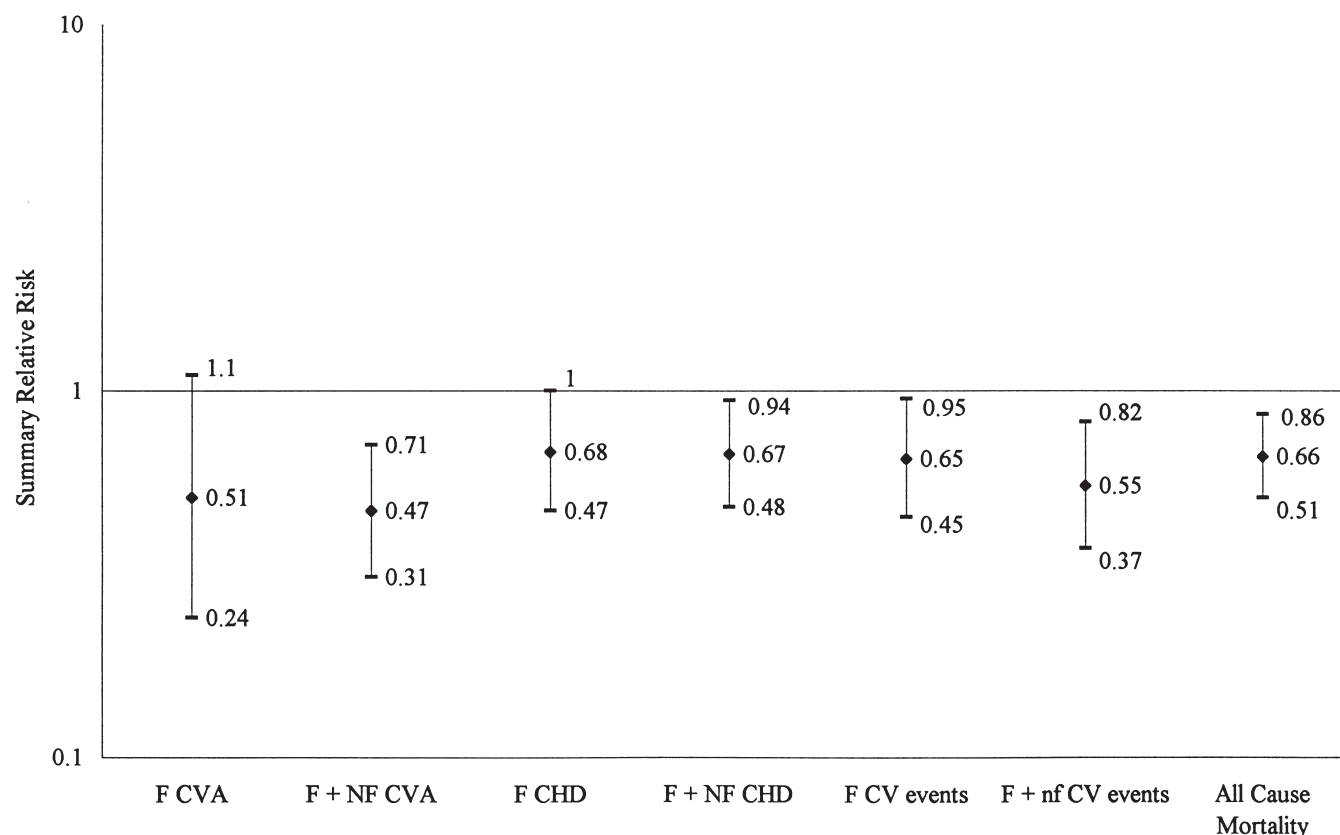 10
Summary Relative Risk
1
0.1
1.1
0.51
0.24
0.71
0.47
0.31
1
0.68
0.47
0.94
0.67
0.48
0.95
0.65
0.45
0.82
0.55
0.37
0.86
0.66
0.51
F CVA
F + NF CVA
F CHD
F + NF CHD
F CV events
F + nf CV events
All Cause
Mortality